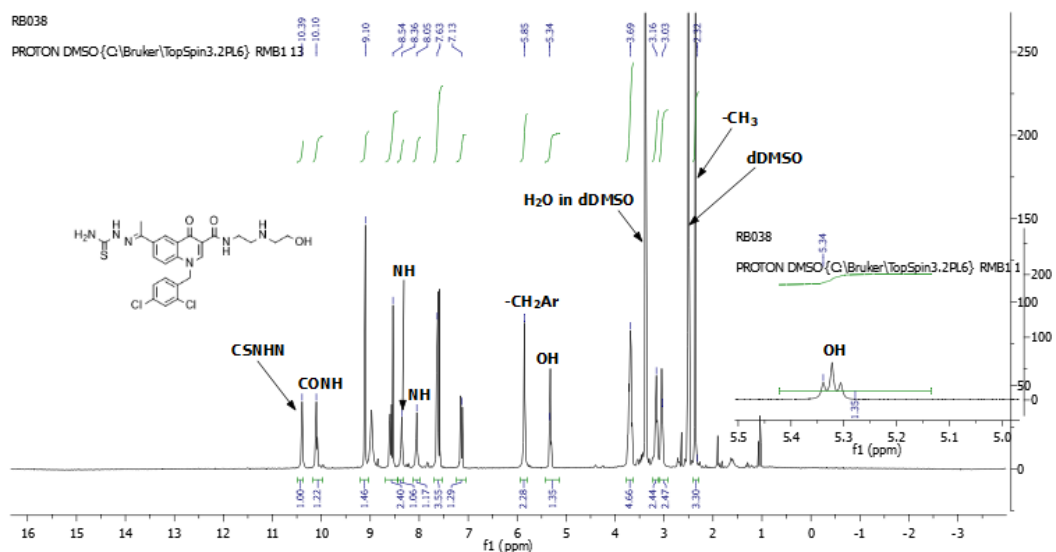 RB038
PROTON DMSO {C:\Bruker\TopSpin3.2PL6} RMB1 13
10.39
10.10
9.10
8.54
8.36
8.05
7.63
7.13
5.85
5.34
3.69
3.16
3.03
2.32
250
200
150
100
50
0
-CH₃
dDMSO
H₂O in dDMSO
H₂N
S
NH
N
O
O
NH
H
N
OH
N
Cl
Cl
CSNHN
CONH
NH
NH
-CH₂Ar
OH
RB038
5.34
PROTON DMSO {C:\Bruker\TopSpin3.2PL6} RMB1 1
200
100
0
OH
1.35
5.5 5.4 5.3 5.2 5.1 5.0
f1 (ppm)
1.00
1.22
1.46
2.40
1.06
1.17
3.55
1.29
2.28
1.35
4.66
2.44
2.47
3.30
16 15 14 13 12 11 10 9 8 7 6 5 4 3 2 1 0 -1 -2 -3
f1 (ppm)